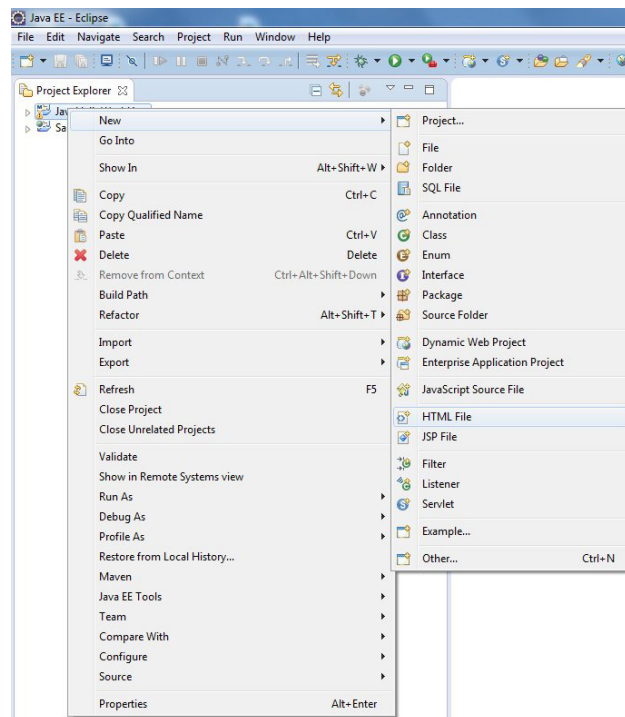 Java EE - Eclipse
File Edit Navigate Search Project Run Window Help
Project Explorer
New
Go Into
Show In Alt+Shift+W
Copy Ctrl+C
Copy Qualified Name
Paste Ctrl+V
Delete Delete
Remove from Context Ctrl+Alt+Shift+Down
Build Path
Refactor Alt+Shift+T
Import
Export
Refresh F5
Close Project
Close Unrelated Projects
Validate
Show in Remote Systems view
Run As
Debug As
Profile As
Restore from Local History...
Maven
Java EE Tools
Team
Compare With
Configure
Source
Properties Alt+Enter
Project...
File
Folder
SQL File
Annotation
Class
Enum
Interface
Package
Source Folder
Dynamic Web Project
Enterprise Application Project
JavaScript Source File
HTML File
JSP File
Filter
Listener
Servlet
Example...
Other... Ctrl+N